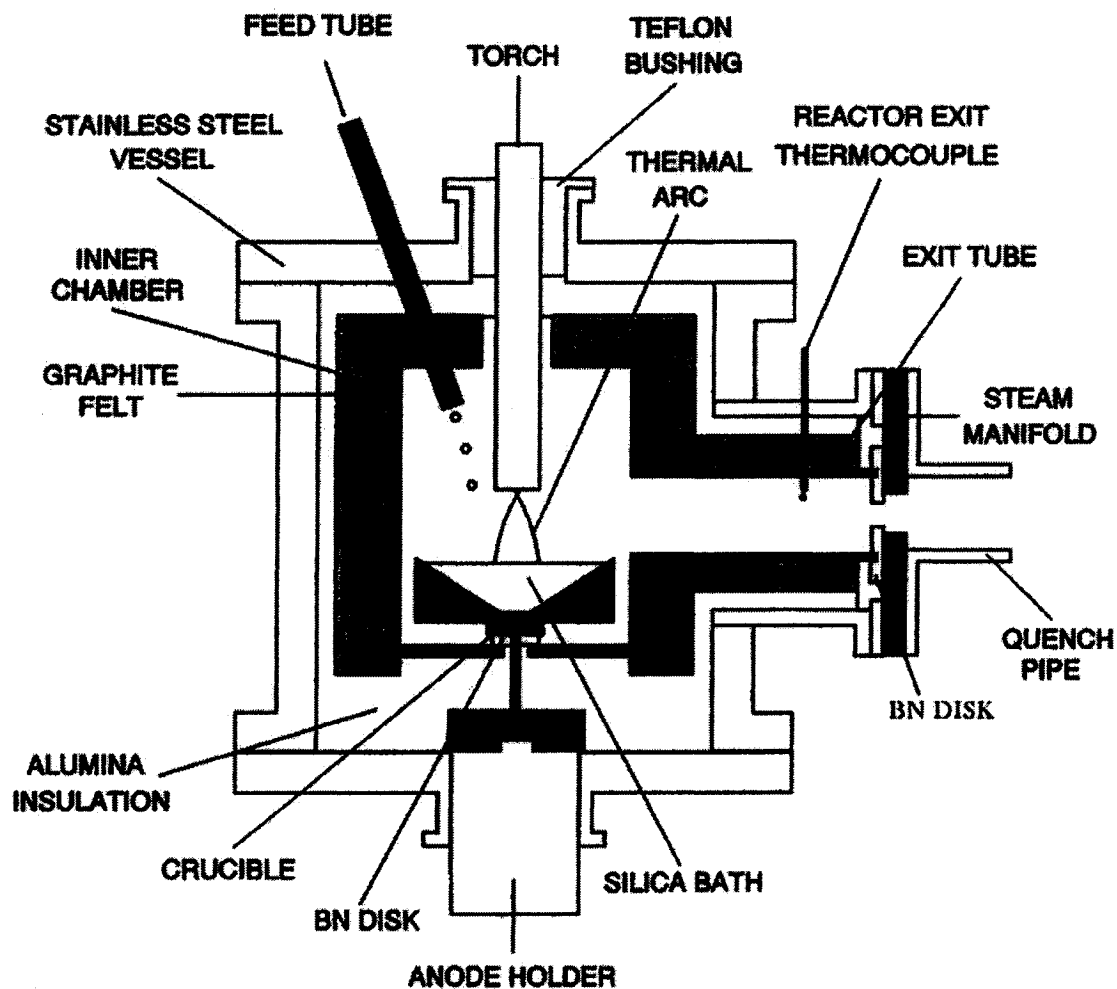 FEED TUBE
TORCH
TEFLON
BUSHING
STAINLESS STEEL
VESSEL
REACTOR EXIT
THERMOCOUPLE
THERMAL
ARC
INNER
CHAMBER
EXIT TUBE
GRAPHITE
FELT
STEAM
MANIFOLD
QUENCH
PIPE
BN DISK
ALUMINA
INSULATION
CRUCIBLE
SILICA BATH
BN DISK
ANODE HOLDER